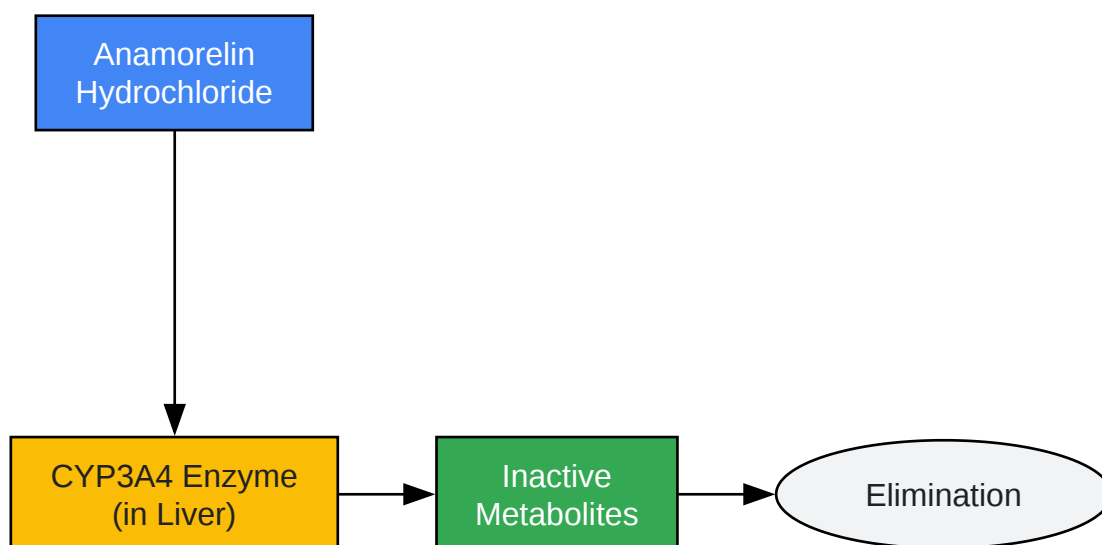 Anamorelin
Hydrochloride
CYP3A4 Enzyme
(in Liver)
Inactive
Metabolites
Elimination